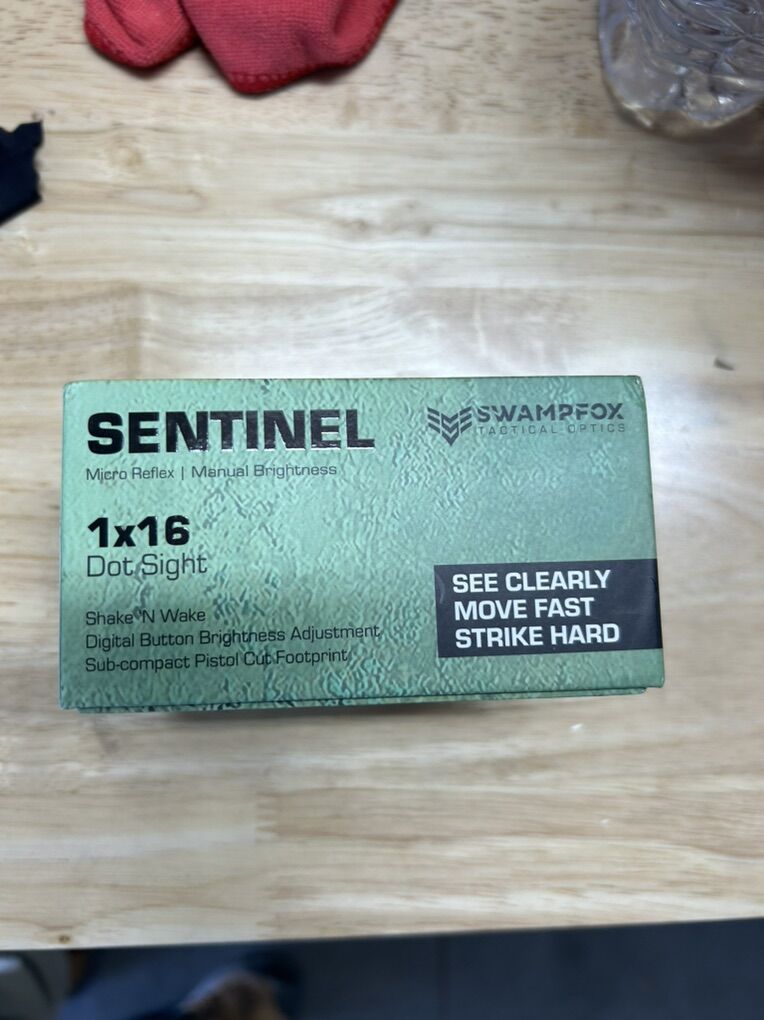 SENTINEL
SWAMPFOX
TACTICAL OPTICS
Micro Reflex | Manual Brightness
1x16
Dot Sight
SEE CLEARLY
MOVE FAST
STRIKE HARD
Shake 'N Wake
Digital Button Brightness Adjustment
Sub-compact Pistol Cut Footprint